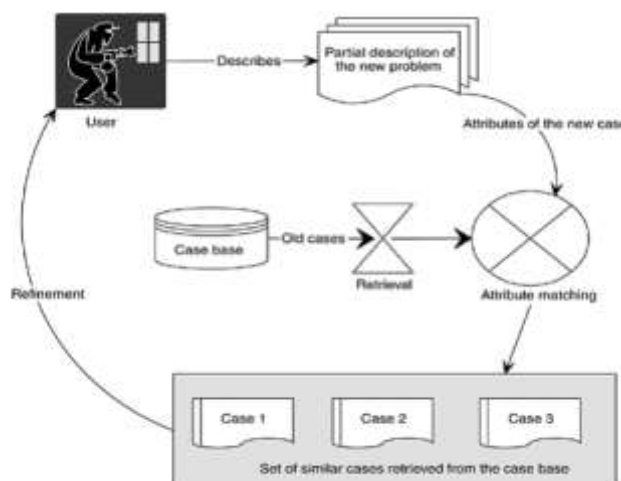 Describes
Partial description of
the new problem
User
Attributes of the new case
Case base
Old cases
Retrieval
Attribute matching
Refinement
Case 1
Case 2
Case 3
Set of similar cases retrieved from the case base